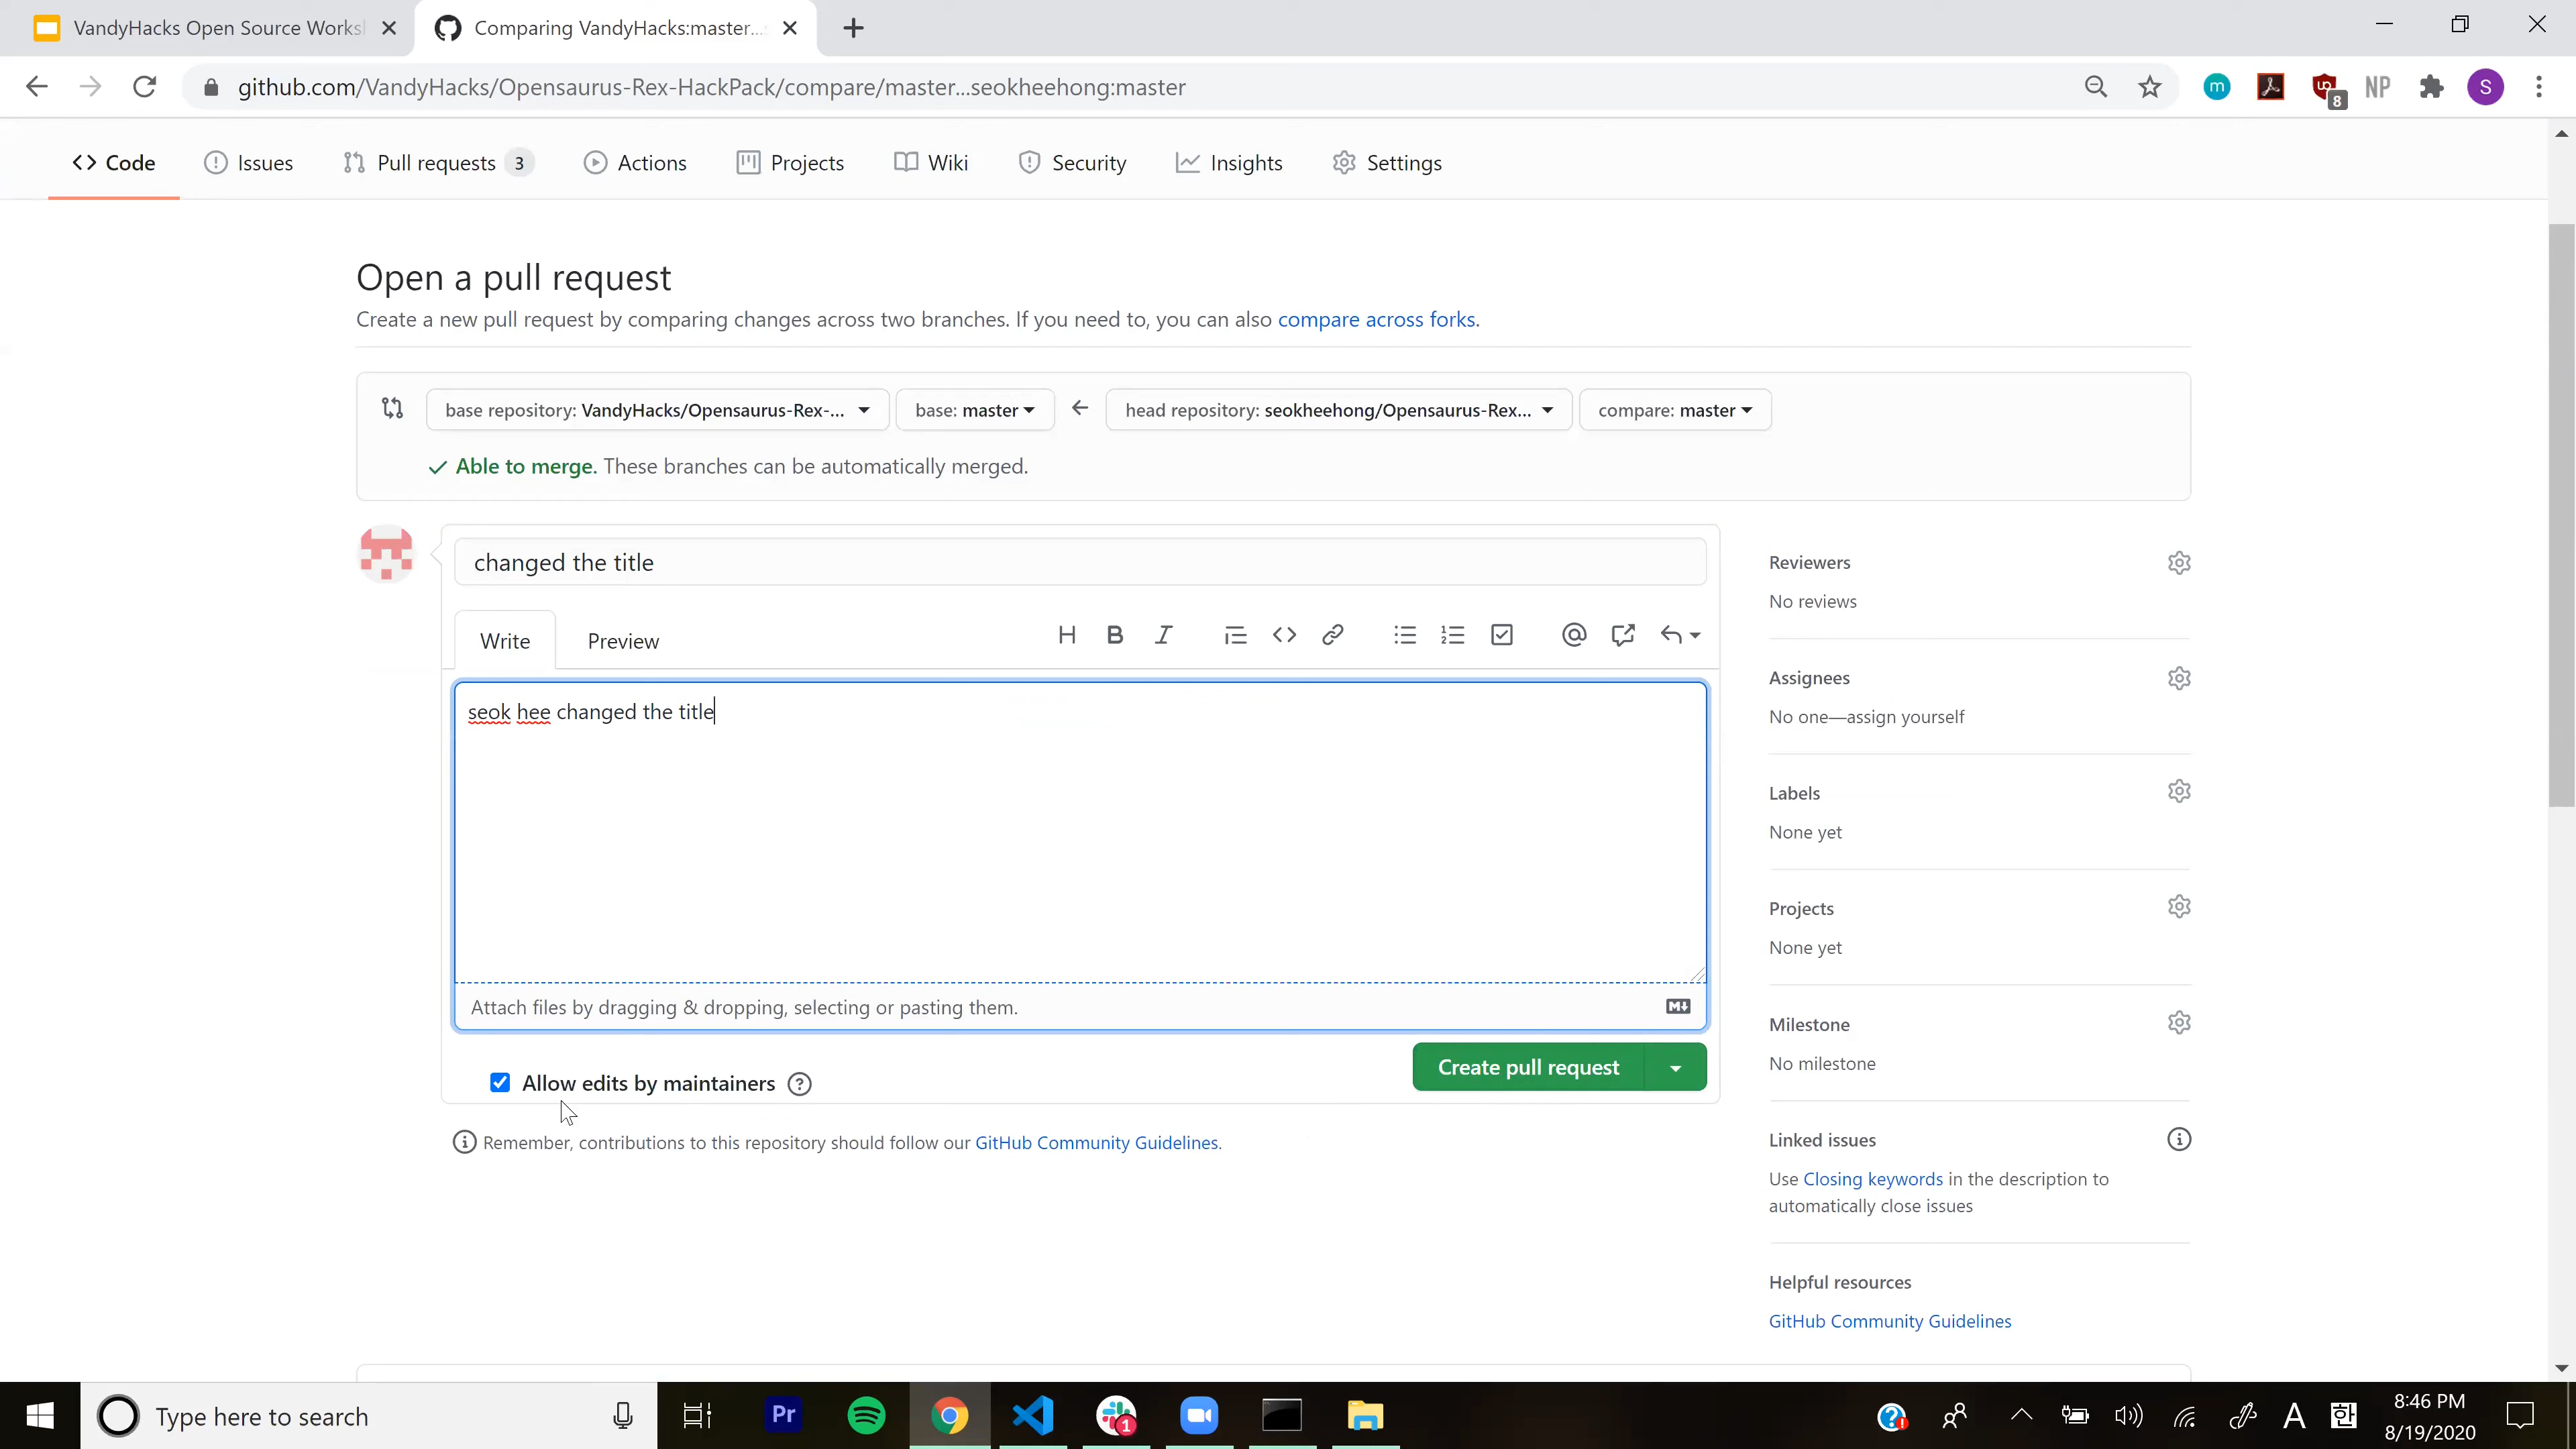 VandyHacks Open Source Works
Comparing VandyHacks:master...
github.com/VandyHacks/Opensaurus-Rex-HackPack/compare/master...seokheehong:master
m
8
NP
S
Code
Issues
Pull requests 3
Actions
Projects
Wiki
Security
Insights
Settings
Open a pull request
Create a new pull request by comparing changes across two branches. If you need to, you can also compare across forks.
base repository: VandyHacks/Opensaurus-Rex-...
base: master
head repository: seokheehong/Opensaurus-Rex...
compare: master
Able to merge. These branches can be automatically merged.
changed the title
Write
Preview
seok hee changed the title
Attach files by dragging & dropping, selecting or pasting them.
Allow edits by maintainers
Create pull request
Remember, contributions to this repository should follow our GitHub Community Guidelines.
Reviewers
No reviews
Assignees
No one—assign yourself
Labels
None yet
Projects
None yet
Milestone
No milestone
Linked issues
Use Closing keywords in the description to
automatically close issues
Helpful resources
GitHub Community Guidelines
Type here to search
Pr
1
A
한
8:46 PM
8/19/2020